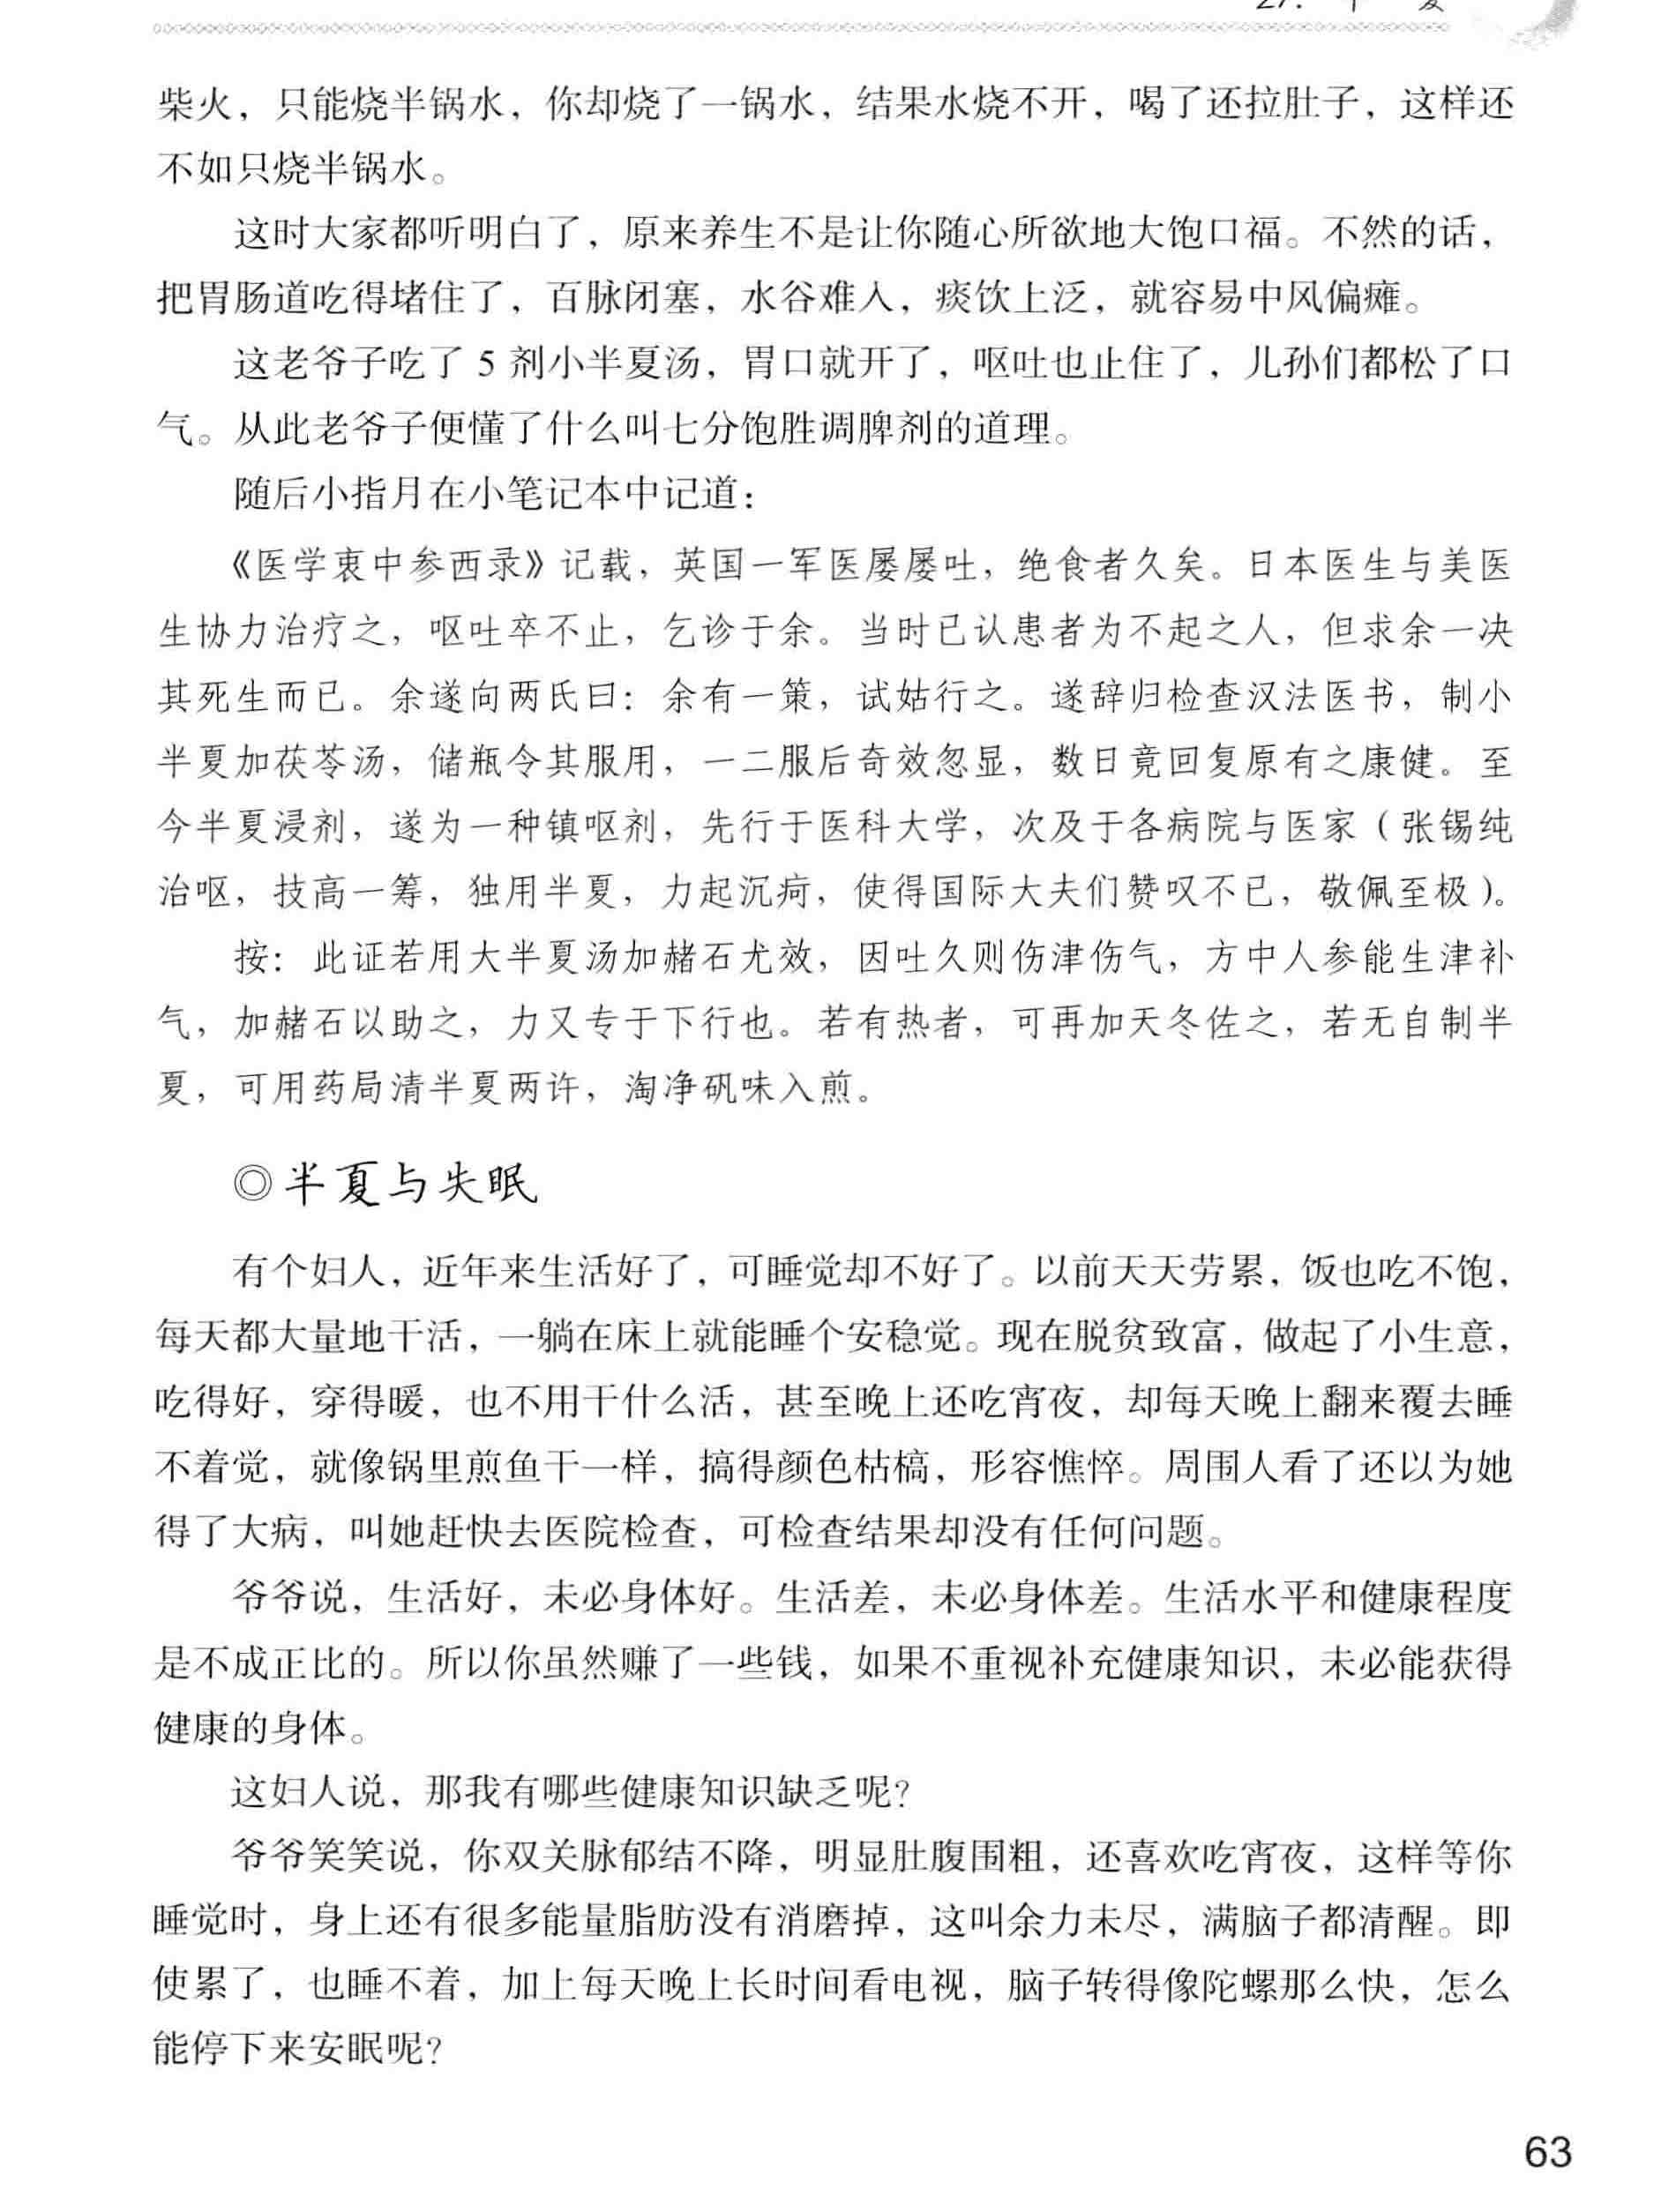 柴火，只能烧半锅水，你却烧了一锅水，结果水烧不开，喝了还拉肚子，这样还
不如只烧半锅水。
这时大家都听明白了，原来养生不是让你随心所欲地大饱口福。不然的话，
把胃肠道吃得堵住了，百脉闭塞，水谷难入，痰饮上泛，就容易中风偏瘫。
这老爷子吃了 5 剂小半夏汤，胃口就开了，呕吐也止住了，儿孙们都松了口
气。从此老爷子便懂了什么叫七分饱胜调脾剂的道理。
随后小指月在小笔记本中记道：
《医学衷中参西录》记载，英国一军医屡屡吐，绝食者久矣。日本医生与美医
生协力治疗之，呕吐卒不止，乞诊于余。当时已认患者为不起之人，但求余一决
其死生而已。余遂向两氏曰：余有一策，试姑行之。遂辞归检查汉法医书，制小
半夏加茯苓汤，储瓶令其服用，一二服后奇效忽显，数日竟回复原有之康健。至
今半夏浸剂，遂为一种镇呕剂，先行于医科大学，次及于各病院与医家（张锡纯
治呕，技高一筹，独用半夏，力起沉疴，使得国际大夫们赞叹不已，敬佩至极）。
按：此证若用大半夏汤加赭石尤效，因吐久则伤津伤气，方中人参能生津补
气，加赭石以助之，力又专于下行也。若有热者，可再加天冬佐之，若无自制半
夏，可用药局清半夏两许，淘净矾味入煎。
◎半夏与失眠
有个妇人，近年来生活好了，可睡觉却不好了。以前天天劳累，饭也吃不饱，
每天都大量地干活，一躺在床上就能睡个安稳觉。现在脱贫致富，做起了小生意，
吃得好，穿得暖，也不用干什么活，甚至晚上还吃宵夜，却每天晚上翻来覆去睡
不着觉，就像锅里煎鱼干一样，搞得颜色枯槁，形容憔悴。周围人看了还以为她
得了大病，叫她赶快去医院检查，可检查结果却没有任何问题。
爷爷说，生活好，未必身体好。生活差，未必身体差。生活水平和健康程度
是不成正比的。所以你虽然赚了一些钱，如果不重视补充健康知识，未必能获得
健康的身体。
这妇人说，那我有哪些健康知识缺乏呢？
爷爷笑笑说，你双关脉郁结不降，明显肚腹围粗，还喜欢吃宵夜，这样等你
睡觉时，身上还有很多能量脂肪没有消磨掉，这叫余力未尽，满脑子都清醒。即
使累了，也睡不着，加上每天晚上长时间看电视，脑子转得像陀螺那么快，怎么
能停下来安眠呢？
63